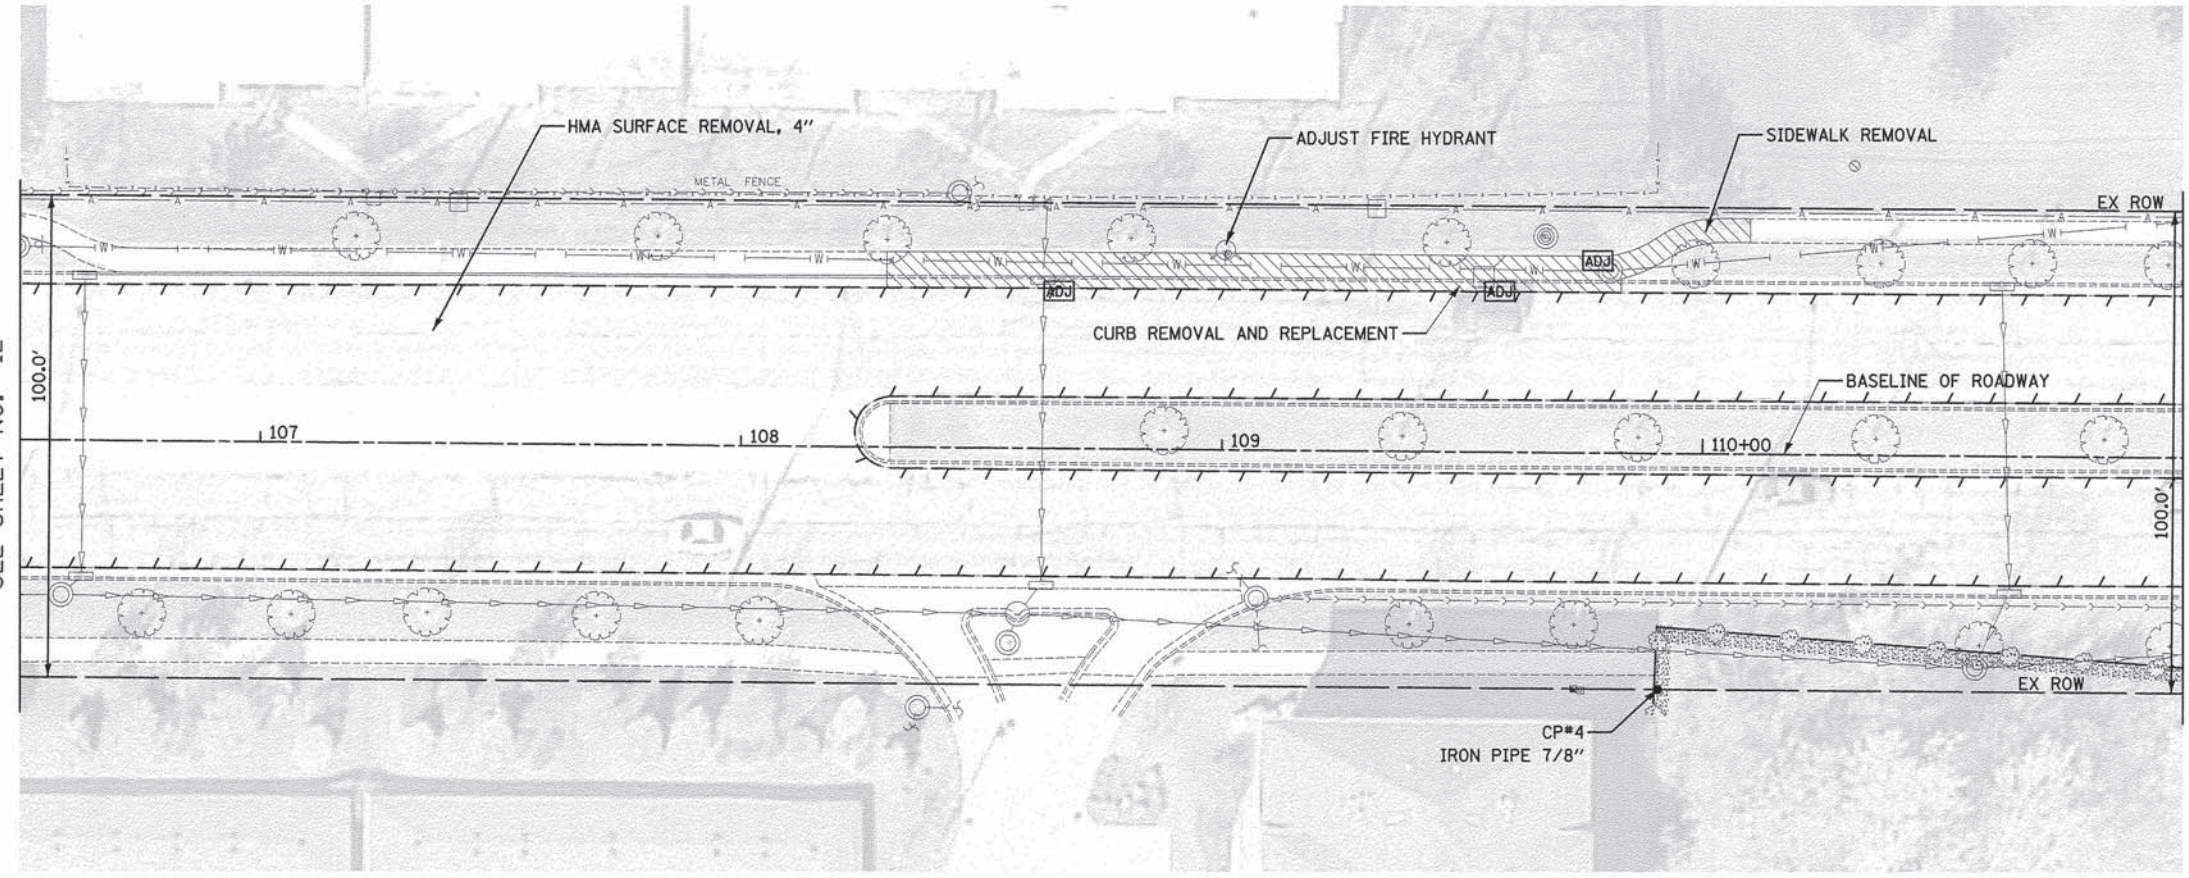 HMA SURFACE REMOVAL, 4"
ADJUST FIRE HYDRANT
SIDEWALK REMOVAL
METAL FENCE
EX ROW
A A A A A A A A A A A A A A A A A
W W W W W W W W W W W
ADJ
ADJ
ADJ
CURB REMOVAL AND REPLACEMENT
100.0'
BASELINE OF ROADWAY
107
108
109
110+00
100.0'
EX ROW
CP#4
IRON PIPE 7/8"